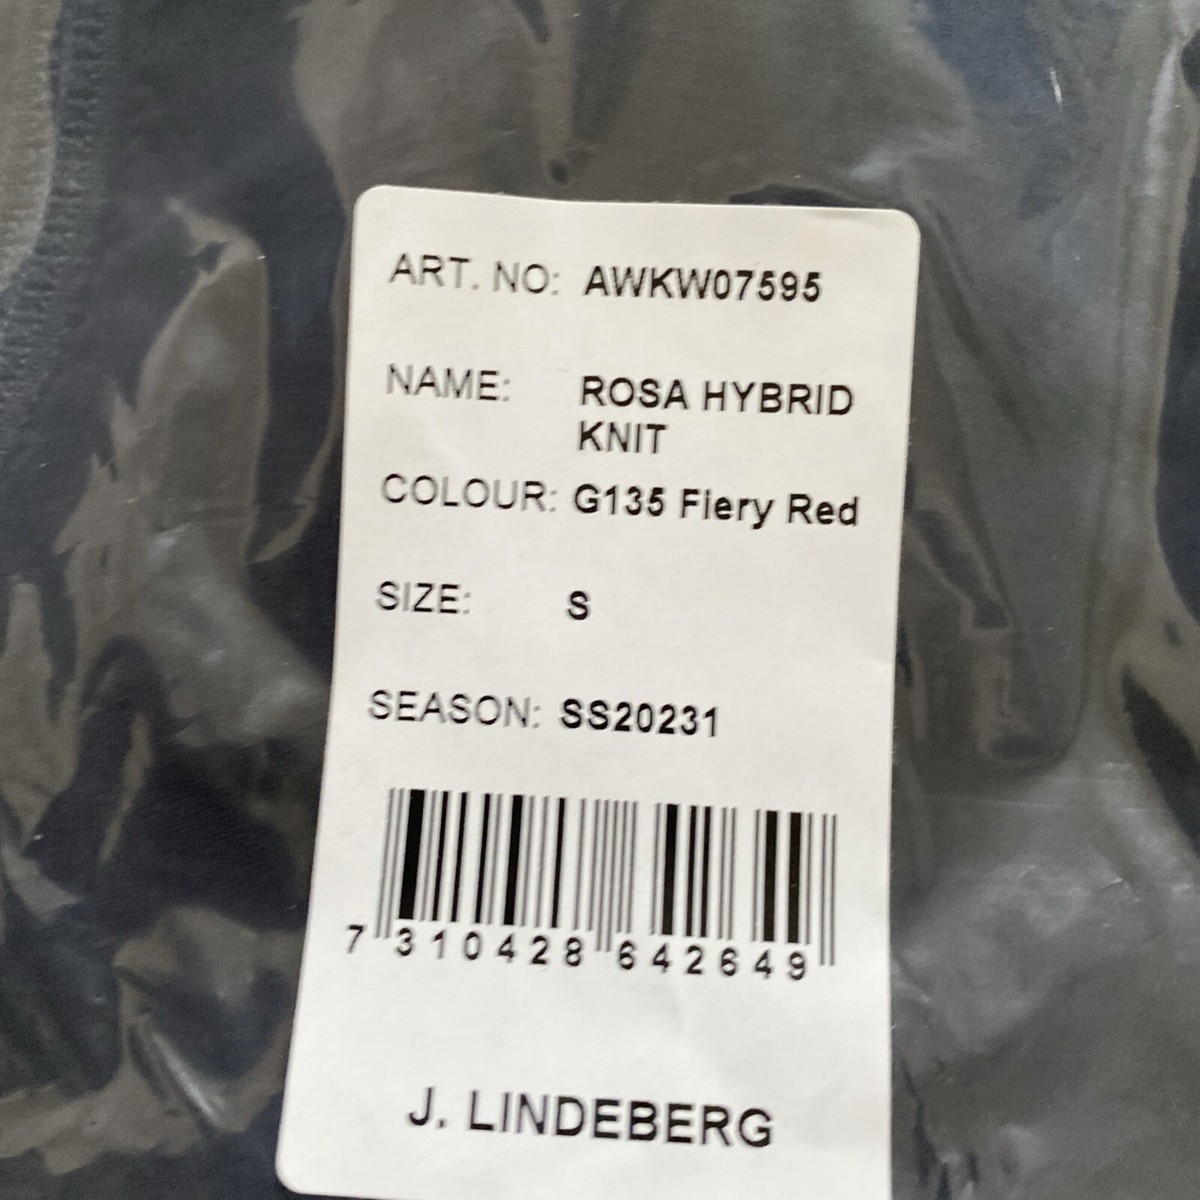 ART. NO: AWKW07595
NAME: ROSA HYBRID
KNIT
COLOUR: G135 Fiery Red
SIZE: S
SEASON: SS20231
7 310428 642649
J. LINDEBERG